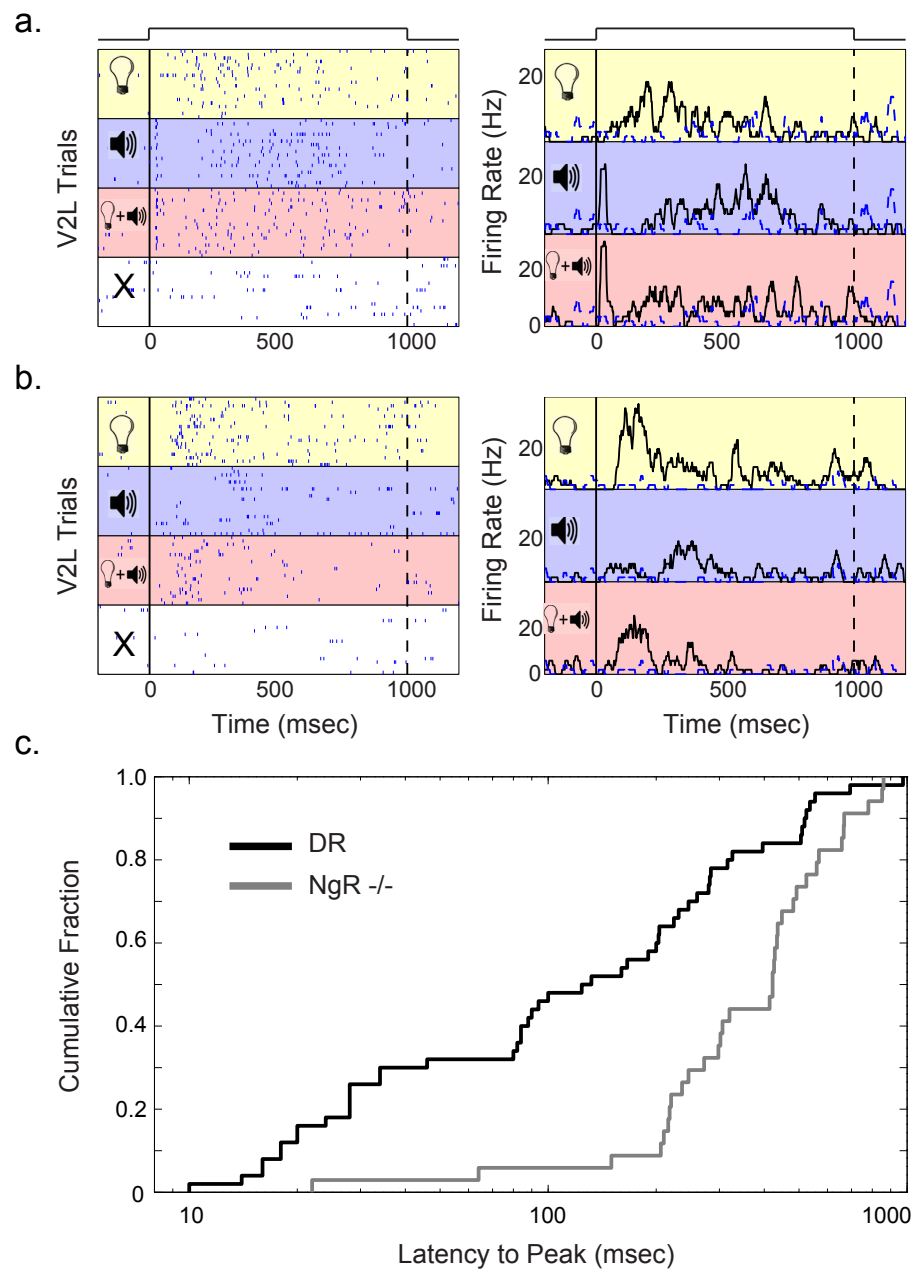 a.
V2L Trials
+
X
0 500 1000
Firing Rate (Hz)
20
20
+
20
0
0 500 1000
b.
V2L Trials
+
X
0 500 1000
Time (msec)
Firing Rate (Hz)
20
20
+
20
0
0 500 1000
Time (msec)
c.
Cumulative Fraction
1.0
0.8
0.6
0.4
0.2
0
DR
NgR -/-
10 100 1000
Latency to Peak (msec)